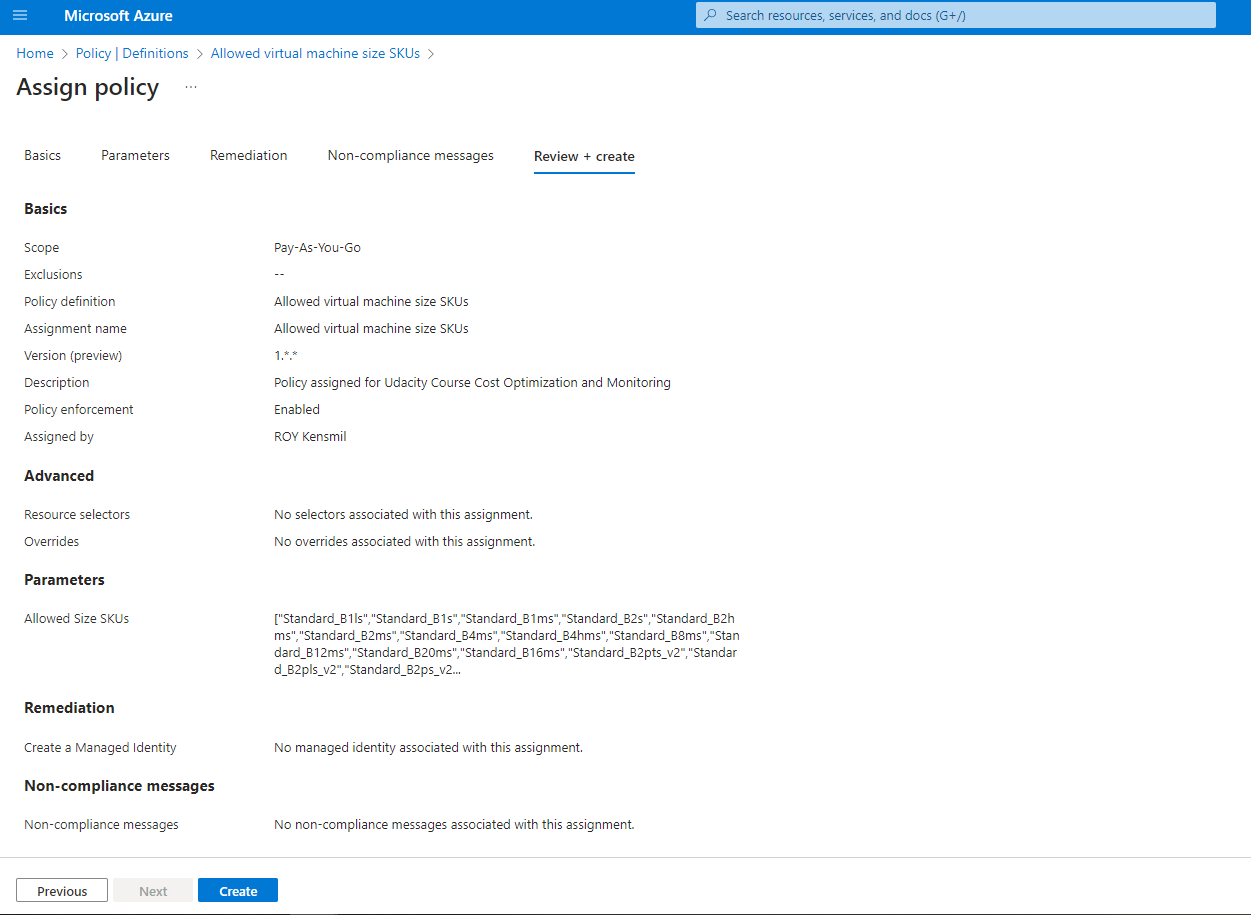 Microsoft Azure
Search resources, services, and docs (G+/)
Home > Policy | Definitions > Allowed virtual machine size SKUs >
Assign policy ...
Basics Parameters Remediation Non-compliance messages Review + create
Basics
Scope Pay-As-You-Go
Exclusions --
Policy definition Allowed virtual machine size SKUs
Assignment name Allowed virtual machine size SKUs
Version (preview) 1.*.*
Description Policy assigned for Udacity Course Cost Optimization and Monitoring
Policy enforcement Enabled
Assigned by ROY Kensmil
Advanced
Resource selectors No selectors associated with this assignment.
Overrides No overrides associated with this assignment.
Parameters
Allowed Size SKUs ["Standard_B1ls","Standard_B1s","Standard_B1ms","Standard_B2s","Standard_B2h
ms","Standard_B2ms","Standard_B4ms","Standard_B4hms","Standard_B8ms","Stan
dard_B12ms","Standard_B20ms","Standard_B16ms","Standard_B2pts_v2","Standar
d_B2pls_v2","Standard_B2ps_v2...
Remediation
Create a Managed Identity No managed identity associated with this assignment.
Non-compliance messages
Non-compliance messages No non-compliance messages associated with this assignment.
Previous Next Create